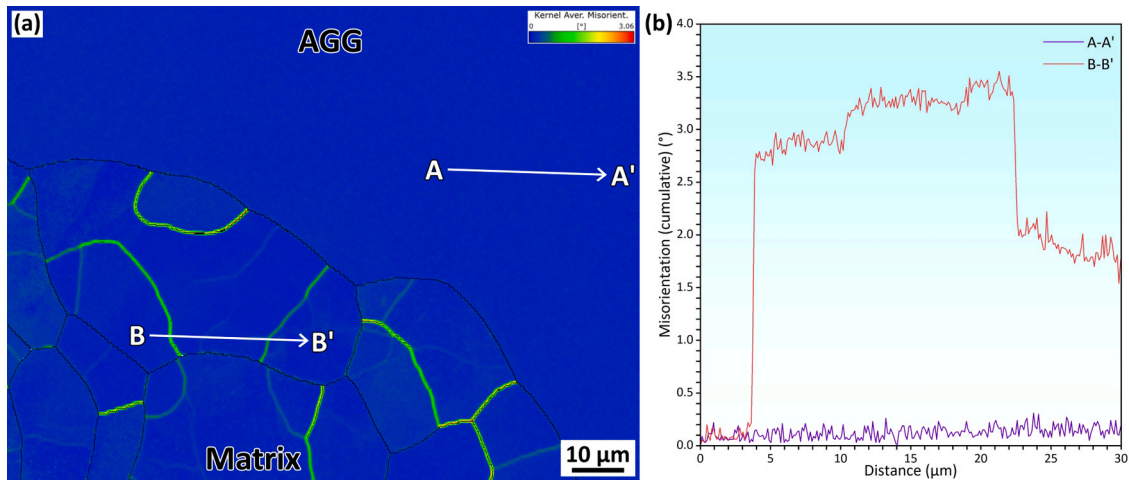 (a)
AGG
Kernel Aver. Misorient.
0 [°] 3.06
A
A'
B
B'
Matrix
10 µm
(b)
Misorientation (cumulative) (°)
4.0
3.5
3.0
2.5
2.0
1.5
1.0
0.5
0.0
A-A'
B-B'
0 5 10 15 20 25 30
Distance (µm)